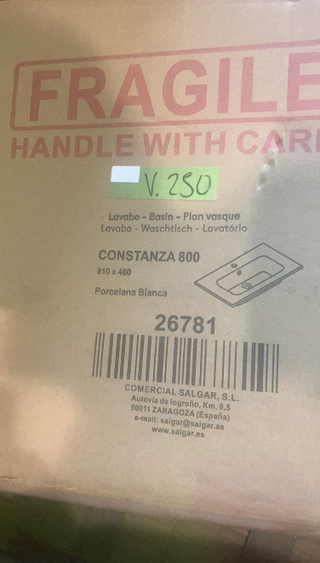 FRAGILE
HANDLE WITH CAR
V. 250
Lavabo - Basin - Plan vasque
Lavabo - Waschtisch - Lavatório
CONSTANZA 800
810 x 460
Porcelana Blanca
26781
COMERCIAL SALGAR, S.L.
Autovía de logroño, Km. 9,5
50011 ZARAGOZA (España)
e-mail: salgar@salgar.es
www.salgar.es